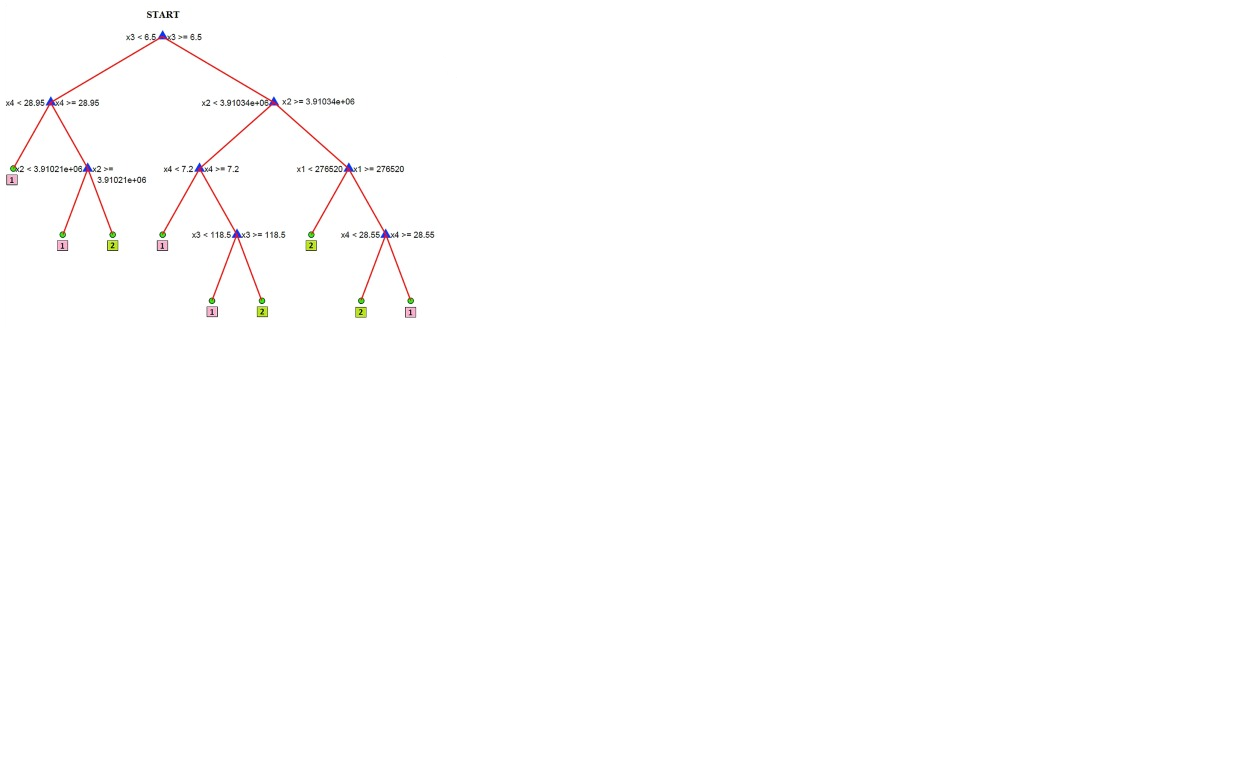 START
x3 < 6.5 x3 >= 6.5
x4 < 28.95 x4 >= 28.95 x2 < 3.91034e+06 x2 >= 3.91034e+06
x2 < 3.91021e+06 x2 >= 3.91021e+06 x4 < 7.2 x4 >= 7.2 x1 < 276520 x1 >= 276520
1
x3 < 118.5 x3 >= 118.5 x4 < 28.55 x4 >= 28.55
1 2 1 2
1 2 2 1